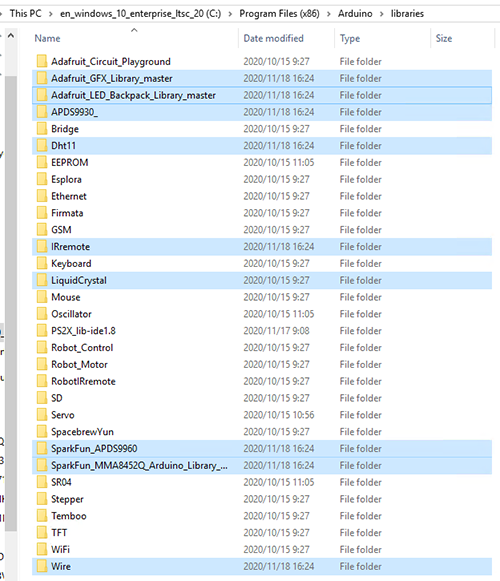 This PC > en_windows_10_enterprise_ltsc_20 (C:) > Program Files (x86) > Arduino > libraries
Name Date modified Type Size
Adafruit_Circuit_Playground 2020/10/15 9:27 File folder
Adafruit_GFX_Library_master 2020/11/18 16:24 File folder
Adafruit_LED_Backpack_Library_master 2020/11/18 16:24 File folder
APDS9930_ 2020/11/18 16:24 File folder
Bridge 2020/10/15 9:27 File folder
Dht11 2020/11/18 16:24 File folder
EEPROM 2020/10/15 11:05 File folder
Esplora 2020/10/15 9:27 File folder
Ethernet 2020/10/15 9:27 File folder
Firmata 2020/10/15 9:27 File folder
GSM 2020/10/15 9:27 File folder
IRremote 2020/11/18 16:24 File folder
Keyboard 2020/10/15 9:27 File folder
LiquidCrystal 2020/10/15 9:27 File folder
Mouse 2020/10/15 9:27 File folder
Oscillator 2020/10/15 11:05 File folder
PS2X_lib-ide1.8 2020/11/17 9:08 File folder
Robot_Control 2020/10/15 9:27 File folder
Robot_Motor 2020/10/15 9:27 File folder
RobotIRremote 2020/10/15 9:27 File folder
SD 2020/10/15 9:27 File folder
Servo 2020/10/15 10:56 File folder
SpacebrewYun 2020/10/15 9:27 File folder
SparkFun_APDS9960 2020/11/18 16:24 File folder
SparkFun_MMA8452Q_Arduino_Library_... 2020/11/18 16:24 File folder
SR04 2020/10/15 11:05 File folder
Stepper 2020/10/15 9:27 File folder
Temboo 2020/10/15 9:27 File folder
TFT 2020/10/15 9:27 File folder
WiFi 2020/10/15 9:27 File folder
Wire 2020/11/18 16:24 File folder